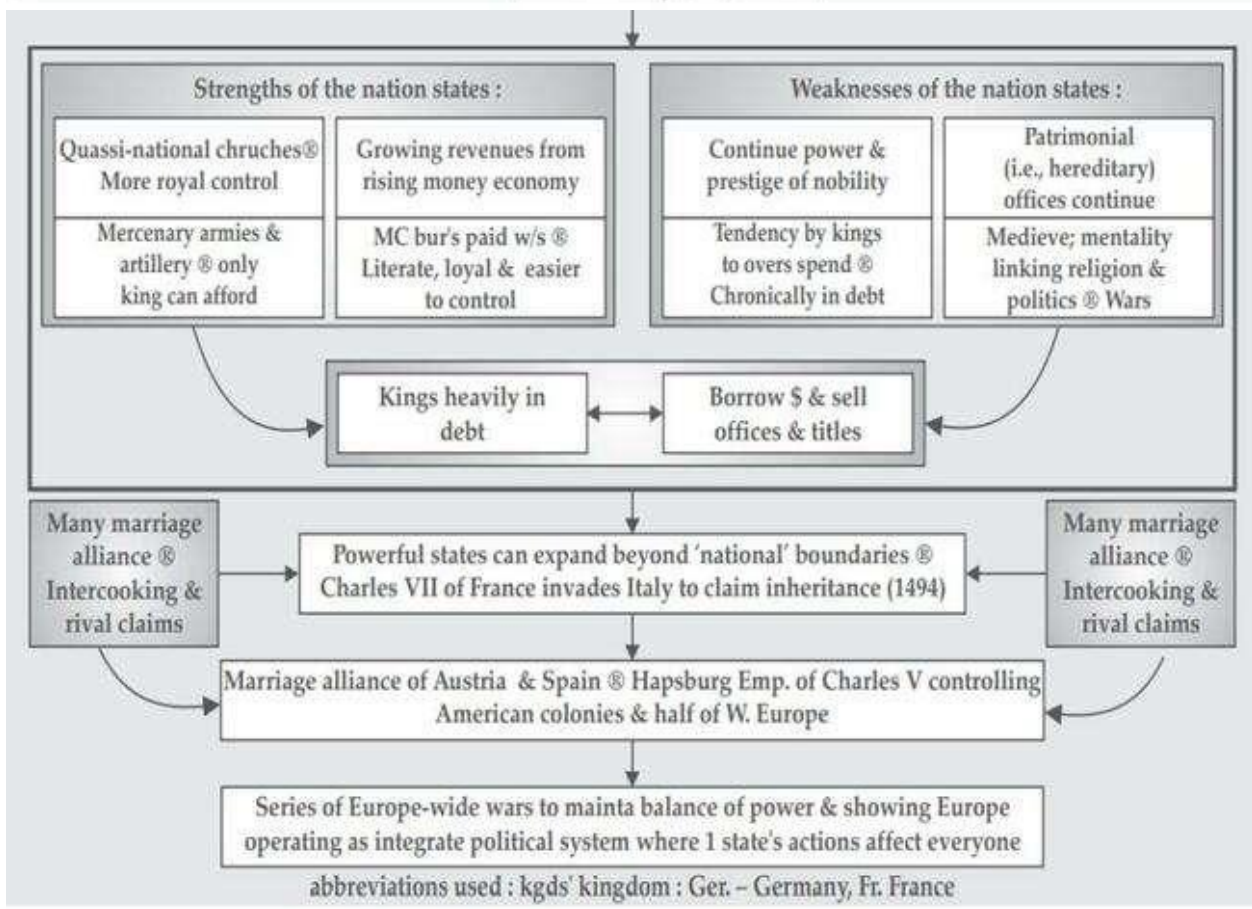 Strengths of the nation states :
Quassi-national chruches®
More royal control
Growing revenues from
rising money economy
Mercenary armies &
artillery ® only
king can afford
MC bur's paid w/s ®
Literate, loyal & easier
to control
Weaknesses of the nation states :
Continue power &
prestige of nobility
Patrimonial
(i.e., hereditary)
offices continue
Tendency by kings
to overs spend ®
Chronically in debt
Medieve; mentality
linking religion &
politics ® Wars
Kings heavily in
debt
Borrow $ & sell
offices & titles
Many marriage
alliance ®
Intercooking &
rival claims
Powerful states can expand beyond ‘national’ boundaries ®
Charles VII of France invades Italy to claim inheritance (1494)
Many marriage
alliance ®
Intercooking &
rival claims
Marriage alliance of Austria & Spain ® Hapsburg Emp. of Charles V controlling
American colonies & half of W. Europe
Series of Europe-wide wars to mainta balance of power & showing Europe
operating as integrate political system where 1 state's actions affect everyone
abbreviations used : kgds' kingdom : Ger. – Germany, Fr. France